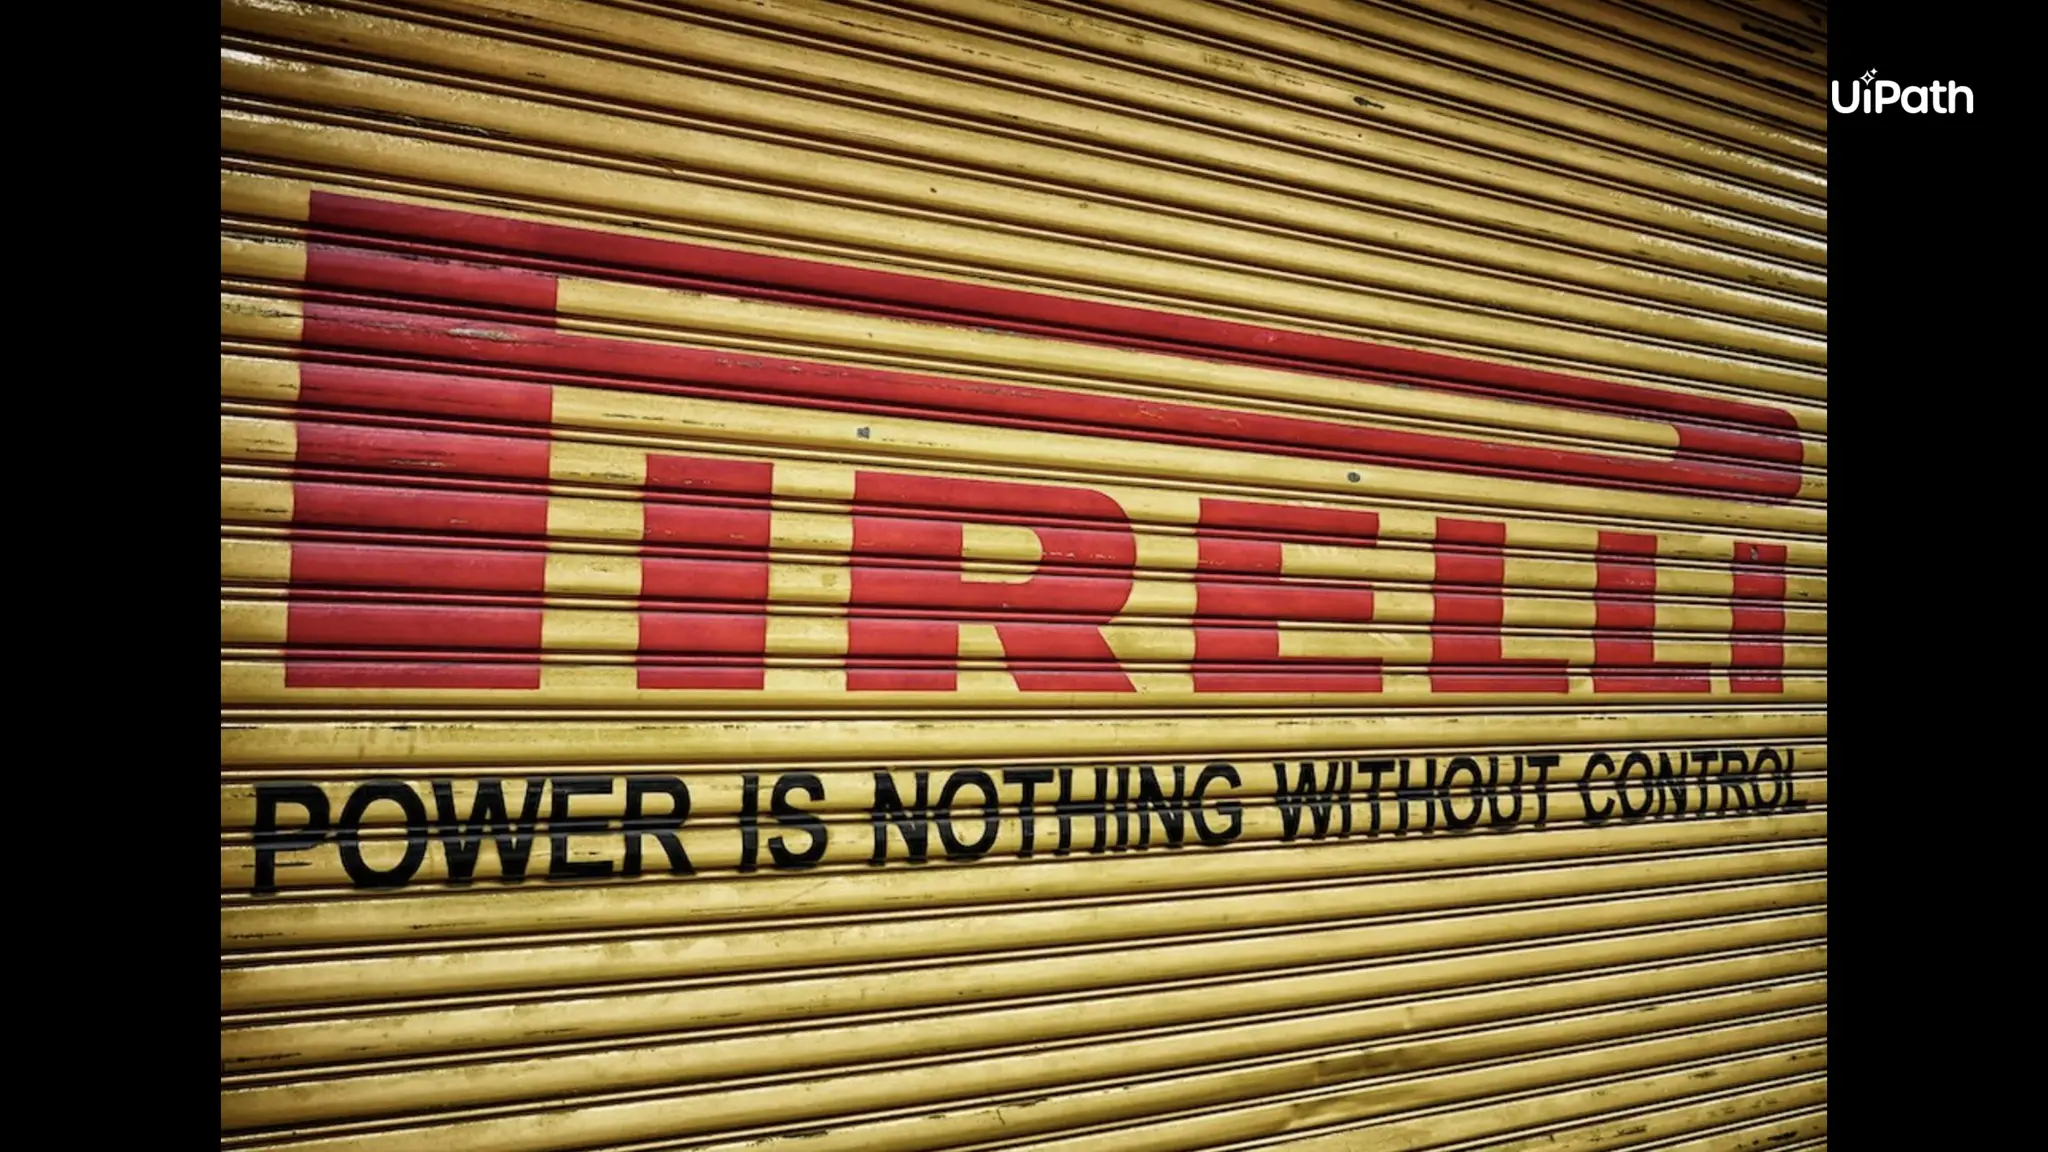 UiPath
PIRELLI
POWER IS NOTHING WITHOUT CONTROL